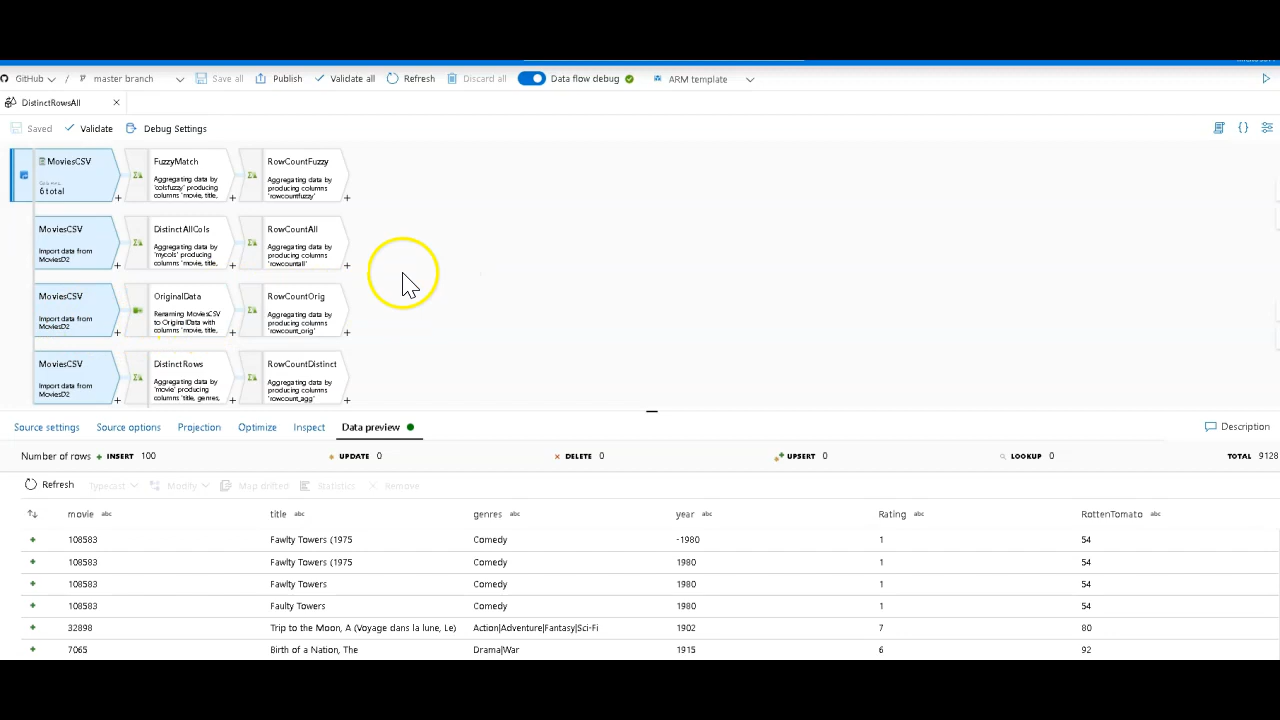 GitHub / master branch Save all Publish Validate all Refresh Discard all Data flow debug ARM template
DistinctRowsAll
Saved Validate Debug Settings
MoviesCSV
6 total
FuzzyMatch
Aggregating data by
'colsfuzzy' producing
columns 'movie, title,
RowCountFuzzy
Aggregating data by
producing columns
'rowcountfuzzy'
MoviesCSV
Import data from
MoviesD2
DistinctAllCols
Aggregating data by
'mycols' producing
columns 'movie, title,
RowCountAll
Aggregating data by
producing columns
'rowcountall'
MoviesCSV
Import data from
MoviesD2
OriginalData
Renaming MoviesCSV
to OriginalData with
columns 'movie, title,
RowCountOrig
Aggregating data by
producing columns
'rowcount_orig'
MoviesCSV
Import data from
MoviesD2
DistinctRows
Aggregating data by
'movie' producing
columns 'title, genres,
RowCountDistinct
Aggregating data by
producing columns
'rowcount_agg'
Source settings Source options Projection Optimize Inspect Data preview Description
Number of rows + INSERT 100 UPDATE 0 DELETE 0 UPSERT 0 LOOKUP 0 TOTAL 9128
Refresh Typecast Modify Map drifted Statistics Remove
movie abc title abc genres abc year abc Rating abc RottenTomato abc
108583 Fawlty Towers (1975 Comedy -1980 1 54
108583 Fawlty Towers (1975 Comedy 1980 1 54
108583 Fawlty Towers Comedy 1980 1 54
108583 Faulty Towers Comedy 1980 1 54
32898 Trip to the Moon, A (Voyage dans la lune, Le) Action|Adventure|Fantasy|Sci-Fi 1902 7 80
7065 Birth of a Nation, The Drama|War 1915 6 92